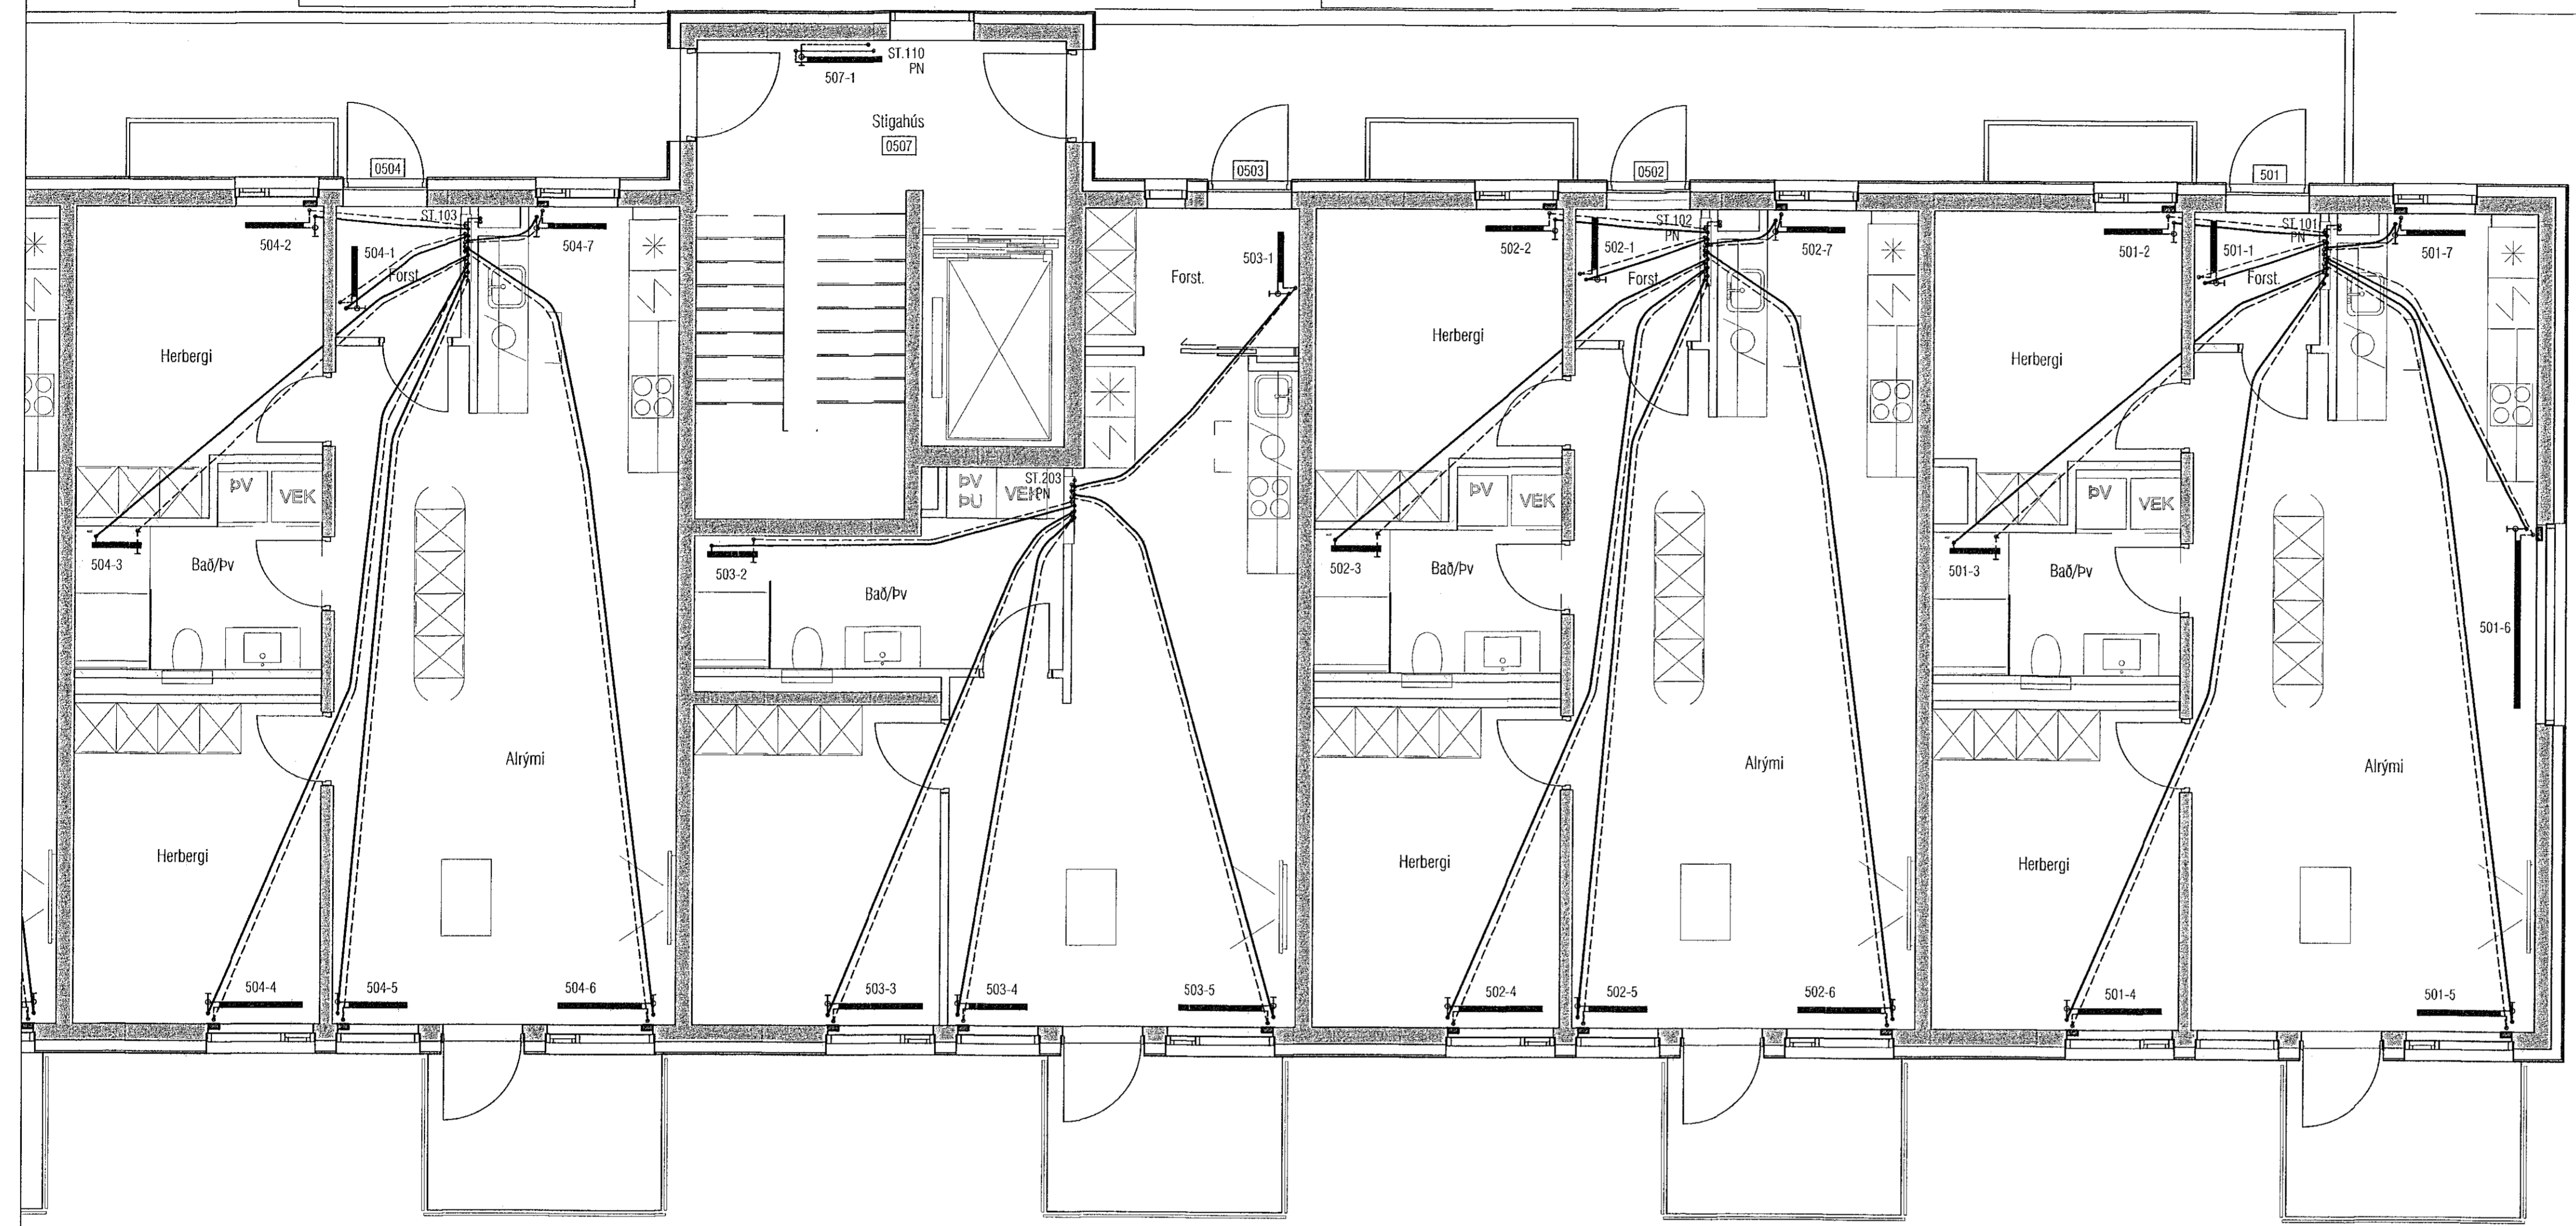 ST.110
PN
507-1
Stigahús
0507
0504
0503
0502
501
ST.103
504-2
504-1
504-7
Forst.
Herbergi
ÞV
VEK
504-3
Bað/Þv
Alrými
Herbergi
504-4
504-5
504-6
503-1
Forst.
ST.203
PN
ÞV
ÞU
VEK
503-2
Bað/Þv
503-3
503-4
503-5
ST.102
PN
502-2
502-1
502-7
Forst.
Herbergi
ÞV
VEK
502-3
Bað/Þv
Alrými
Herbergi
502-4
502-5
502-6
ST.101
PN
501-2
501-1
501-7
Forst.
Herbergi
ÞV
VEK
501-3
Bað/Þv
501-6
Alrými
Herbergi
501-4
501-5